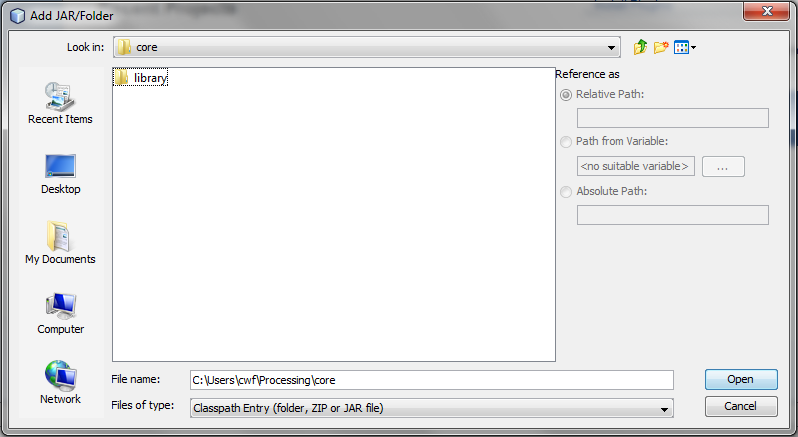 Add JAR/Folder
Look in:
core
library
Recent Items
Desktop
My Documents
Computer
Network
Reference as
Relative Path:
Path from Variable:
<no suitable variable>
...
Absolute Path:
File name:
C:\Users\cwf\Processing\core
Open
Files of type:
Classpath Entry (folder, ZIP or JAR file)
Cancel